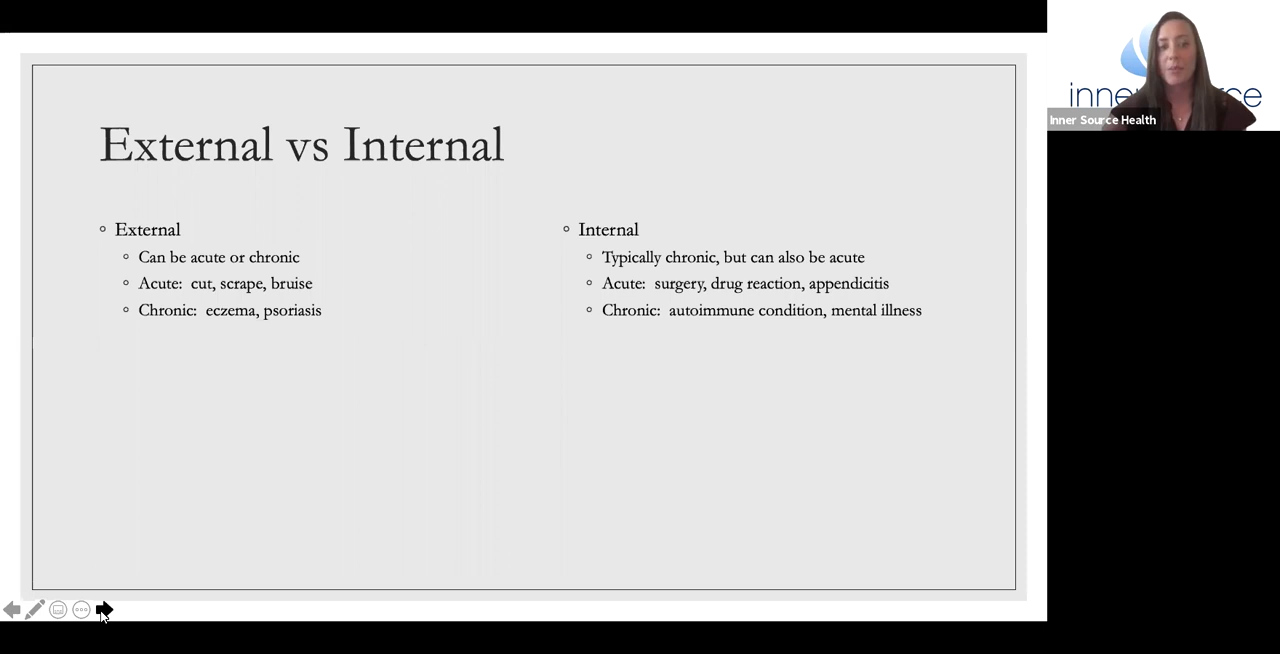 External vs Internal
External
Can be acute or chronic
Acute: cut, scrape, bruise
Chronic: eczema, psoriasis
Internal
Typically chronic, but can also be acute
Acute: surgery, drug reaction, appendicitis
Chronic: autoimmune condition, mental illness
Inner Source Health